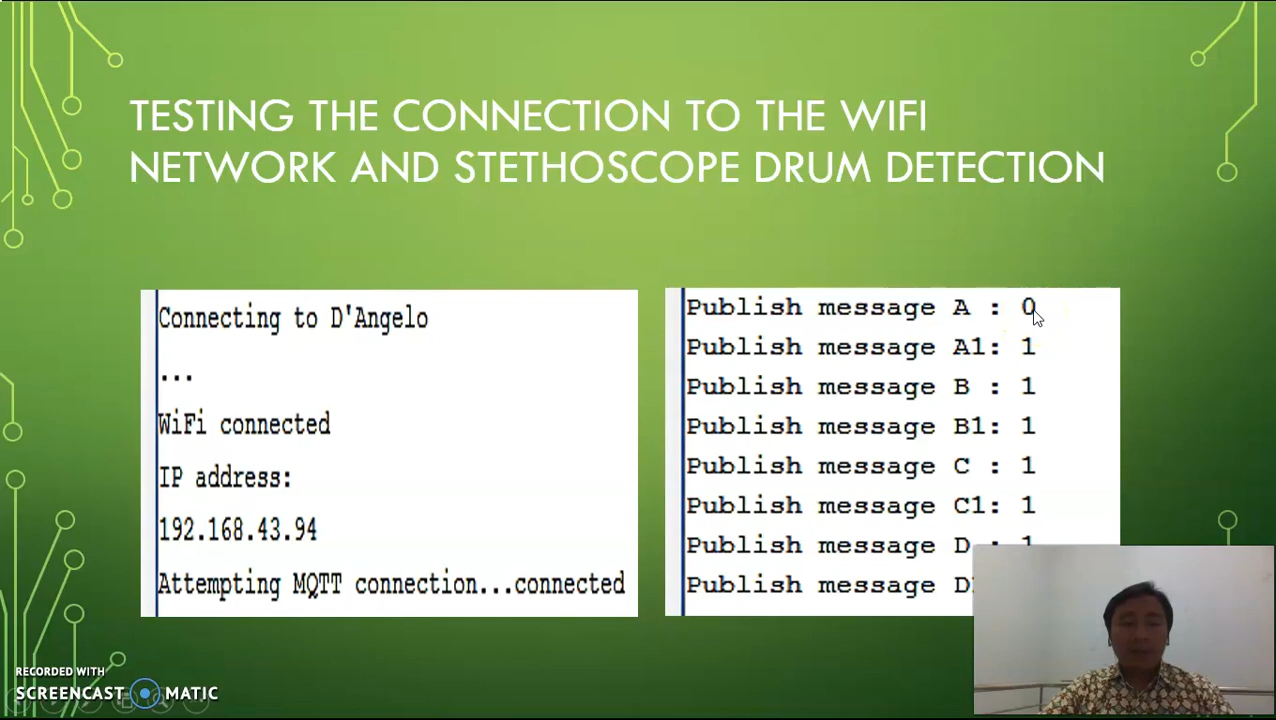 TESTING THE CONNECTION TO THE WIFI
NETWORK AND STETHOSCOPE DRUM DETECTION
Connecting to D'Angelo
...
WiFi connected
IP address:
192.168.43.94
Attempting MQTT connection...connected
Publish message A : 0
Publish message A1: 1
Publish message B : 1
Publish message B1: 1
Publish message C : 1
Publish message C1: 1
Publish message D : 1
Publish message
RECORDED WITH
SCREENCAST MATIC